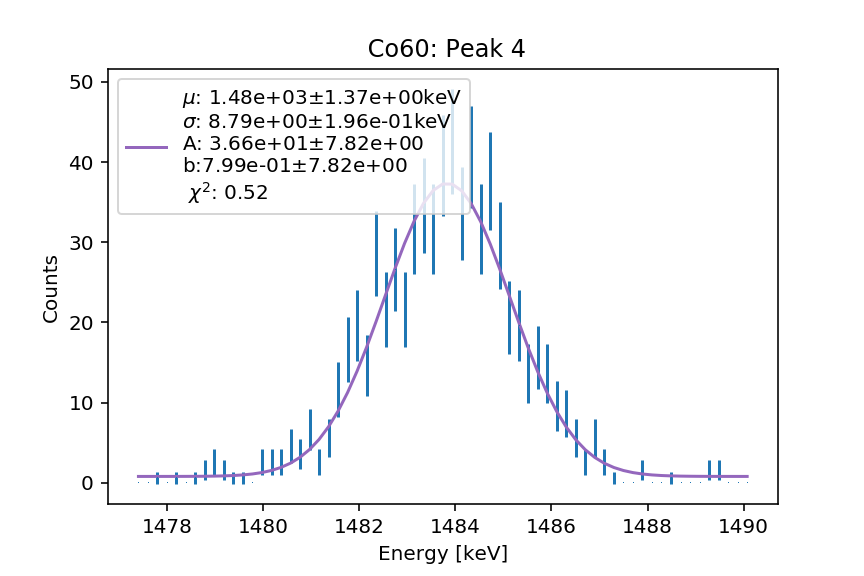 Co60: Peak 4
μ: 1.48e+03±1.37e+00keV
σ: 8.79e+00±1.96e-01keV
A: 3.66e+01±7.82e+00
b:7.99e-01±7.82e+00
χ²: 0.52
Counts
50
40
30
20
10
0
1478 1480 1482 1484 1486 1488 1490
Energy [keV]